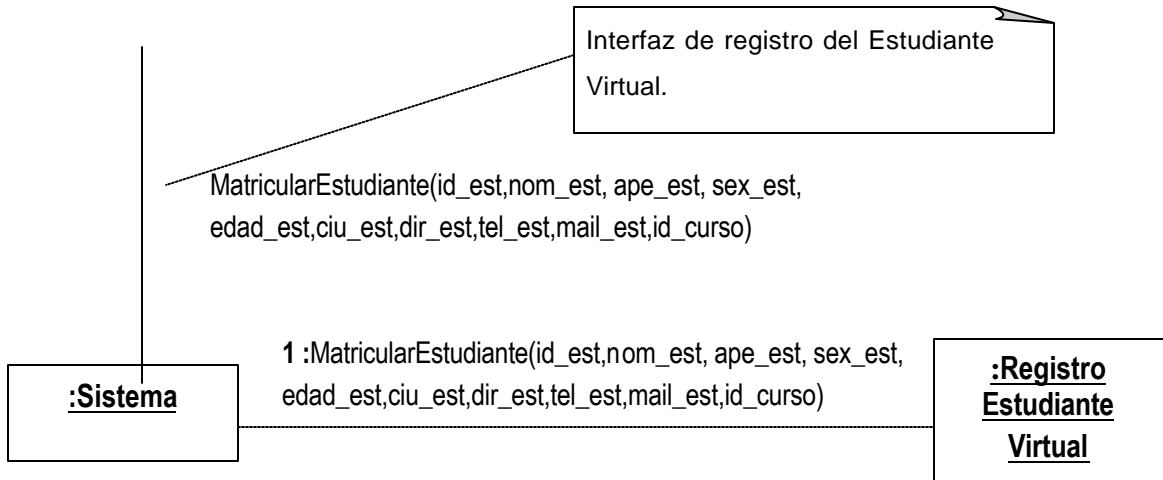 Interfaz de registro del Estudiante
Virtual.
MatricularEstudiante(id_est,nom_est, ape_est, sex_est,
edad_est,ciu_est,dir_est,tel_est,mail_est,id_curso)
1 :MatricularEstudiante(id_est,nom_est, ape_est, sex_est,
edad_est,ciu_est,dir_est,tel_est,mail_est,id_curso)
:Sistema
:Registro
Estudiante
Virtual